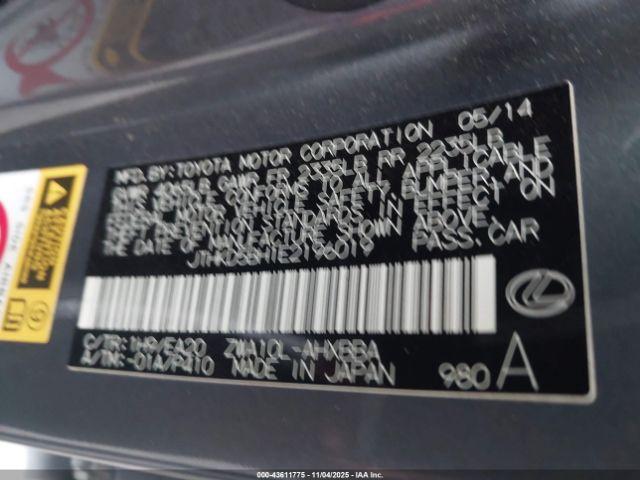 MFD. BY: TOYOTA MOTOR CORPORATION 05/14
GVWR 4065LB GAWR FR 2335LB RR 2235LB
THIS VEHICLE CONFORMS TO ALL APPLICABLE
FEDERAL MOTOR VEHICLE SAFETY, BUMPER, AND
THEFT PREVENTION STANDARDS IN EFFECT ON
THE DATE OF MANUFACTURE SHOWN ABOVE.
JTHKD5BH1E2196019 PASS. CAR
C/TR: 1H9/EA20 ZWA10L-AHXBBA
A/TM: -01A/P410 MADE IN JAPAN 980 A
000-43611775 - 11/04/2025 - IAAI, Inc.